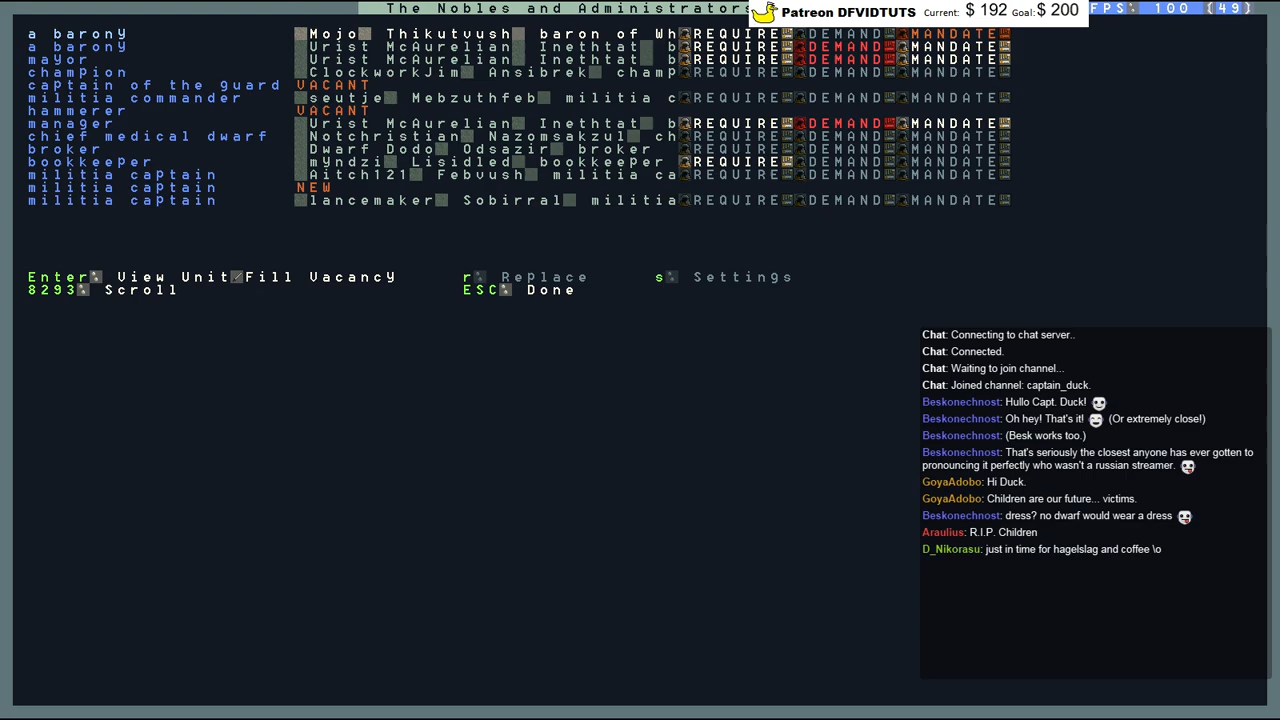 The Nobles and Administrators
Patreon DFVIDTUTS Current: $ 192 Goal: $ 200
FPS: 100 (49)
a barony Mojo Thikutvush baron of Wh REQUIRE DEMAND MANDATE
a barony Urist McAurelian Inethtat b REQUIRE DEMAND MANDATE
mayor Urist McAurelian Inethtat b REQUIRE DEMAND MANDATE
champion ClockworkJim Ansibrek champ REQUIRE DEMAND MANDATE
captain of the guard VACANT
militia commander seutje Mebzuthfeb militia c REQUIRE DEMAND MANDATE
hammerer VACANT
manager Urist McAurelian Inethtat b REQUIRE DEMAND MANDATE
chief medical dwarf Notchristian Nazomsakzul ch REQUIRE DEMAND MANDATE
broker Dwarf Dodo Odsazir broker REQUIRE DEMAND MANDATE
bookkeeper myndzi Lisidled bookkeeper REQUIRE DEMAND MANDATE
militia captain Aitch121 Febvush militia ca REQUIRE DEMAND MANDATE
militia captain NEW
militia captain lancemaker Sobirral militia REQUIRE DEMAND MANDATE
Enter: View Unit/Fill Vacancy r: Replace s: Settings
8293: Scroll ESC: Done
Chat: Connecting to chat server..
Chat: Connected.
Chat: Waiting to join channel...
Chat: Joined channel: captain_duck.
Beskonechnost: Hullo Capt. Duck!
Beskonechnost: Oh hey! That's it! (Or extremely close!)
Beskonechnost: (Besk works too.)
Beskonechnost: That's seriously the closest anyone has ever gotten to
pronouncing it perfectly who wasn't a russian streamer.
GoyaAdobo: Hi Duck.
GoyaAdobo: Children are our future... victims.
Beskonechnost: dress? no dwarf would wear a dress
Araulius: R.I.P. Children
D_Nikorasu: just in time for hagelslag and coffee \o